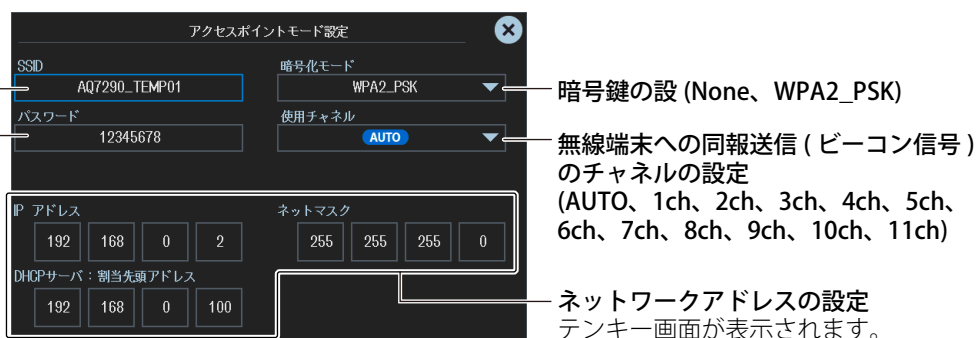 アクセスポイントモード設定
SSID
AQ7290_TEMP01
暗号化モード
WPA2_PSK
パスワード
12345678
使用チャネル
AUTO
IP アドレス
192 168 0 2
ネットマスク
255 255 255 0
DHCPサーバ：割当先頭アドレス
192 168 0 100
暗号鍵の設 (None、WPA2_PSK)
無線端末への同報送信 ( ビーコン信号 )
のチャネルの設定
(AUTO、1ch、2ch、3ch、4ch、5ch、
6ch、7ch、8ch、9ch、10ch、11ch)
ネットワークアドレスの設定
テンキー画面が表示されます。